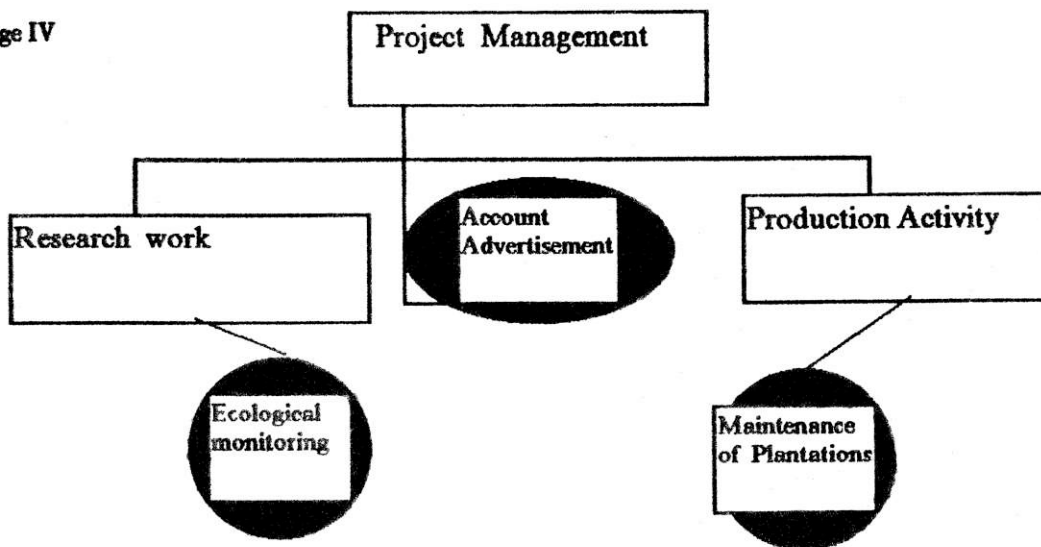 ge IV
Project Management
Research work
Account
Advertisement
Production Activity
Ecological
monitoring
Maintenance
of Plantations